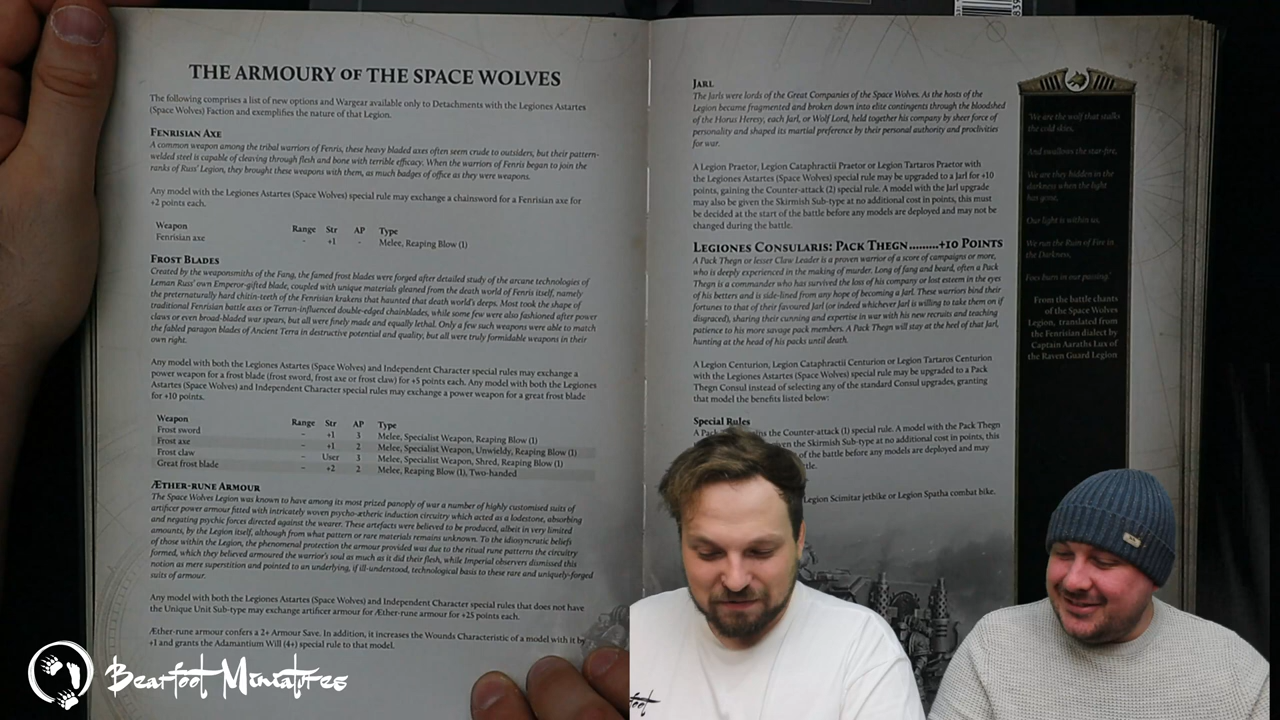 THE ARMOURY OF THE SPACE WOLVES
The following comprises a list of new options and Wargear available only to Detachments with the Legiones Astartes
(Space Wolves) Faction and exemplifies the nature of that Legion.
FENRISIAN AXE
A common weapon among the tribal warriors of Fenris, these heavy bladed axes often seem crude to outsiders, but their pattern-
welded steel is capable of cleaving through flesh and bone with terrible efficacy. When the warriors of Fenris began to join the
ranks of Russ' Legion, they brought these weapons with them, as much badges of office as they were weapons.
Any model with the Legiones Astartes (Space Wolves) special rule may exchange a chainsword for a Fenrisian axe for
+2 points each.
Weapon Range Str AP Type
Fenrisian axe - +1 - Melee, Reaping Blow (1)
FROST BLADES
Created by the weaponsmiths of the Fang, the famed frost blades were forged after detailed study of the arcane technologies of
Leman Russ' own Emperor-gifted blade, coupled with unique materials gleaned from the death world of Fenris itself, namely
the preternaturally hard chitin-teeth of the Fenrisian krakens that haunted that death world's deeps. Most took the shape of
traditional Fenrisian battle axes or Terran-influenced double-edged chainblades, while some few were also fashioned after power
claws or even broad-bladed war spears, but all were finely made and equally lethal. Only a few such weapons were able to match
the fabled paragon blades of Ancient Terra in destructive potential and quality, but all were truly formidable weapons in their
own right.
Any model with both the Legiones Astartes (Space Wolves) and Independent Character special rules may exchange a
power weapon for a frost blade (frost sword, frost axe or frost claw) for +5 points each. Any model with both the Legiones
Astartes (Space Wolves) and Independent Character special rules may exchange a power weapon for a great frost blade
for +10 points.
Weapon Range Str AP Type
Frost sword - +1 3 Melee, Specialist Weapon, Reaping Blow (1)
Frost axe - +1 2 Melee, Specialist Weapon, Unwieldy, Reaping Blow (1)
Frost claw - User 3 Melee, Specialist Weapon, Shred, Reaping Blow (1)
Great frost blade - +2 2 Melee, Reaping Blow (1), Two-handed
ÆTHER-RUNE ARMOUR
The Space Wolves Legion was known to have among its most prized panoply of war a number of highly customised suits of
artificer power armour fitted with intricately woven psycho-ætheric induction circuitry which acted as a lodestone, absorbing
and negating psychic forces directed against the wearer. These artefacts were believed to be produced, albeit in very limited
amounts, by the Legion itself, although from what pattern or rare materials remains unknown. To the idiosyncratic beliefs
of those within the Legion, the phenomenal protection the armour provided was due to the ritual rune patterns the circuitry
formed, which they believed armoured the warrior's soul as much as it did their flesh, while Imperial observers dismissed this
notion as mere superstition and pointed to an underlying, if ill-understood, technological basis to these rare and uniquely-forged
suits of armour.
Any model with both the Legiones Astartes (Space Wolves) and Independent Character special rules that does not have
the Unique Unit Sub-type may exchange artificer armour for Æther-rune armour for +25 points each.
Æther-rune armour confers a 2+ Armour Save. In addition, it increases the Wounds Characteristic of a model with it by
+1 and grants the Adamantium Will (4+) special rule to that model.
JARL
The Jarls were lords of the Great Companies of the Space Wolves. As the hosts of the
Legion became fragmented and broken down into elite contingents through the bloodshed
of the Horus Heresy; each Jarl, or Wolf Lord, held together his company by sheer force of
personality and shaped its martial preference by their personal authority and proclivities
for war.
A Legion Praetor, Legion Cataphractii Praetor or Legion Tartaros Praetor with
the Legiones Astartes (Space Wolves) special rule may be upgraded to a Jarl for +10
points, gaining the Counter-attack (2) special rule. A model with the Jarl upgrade
may also be given the Skirmish Sub-type at no additional cost in points, this must
be decided at the start of the battle before any models are deployed and may not be
changed during the battle.
LEGIONES CONSULARIS: PACK THEGN.........+10 POINTS
A Pack Thegn or lesser Claw Leader is a proven warrior of a score of campaigns or more,
who is deeply experienced in the making of murder. Long of fang and beard, often a Pack
Thegn is a commander who has survived the loss of his company or lost esteem in the eyes
of his betters and is side-lined from any hope of becoming a Jarl. These warriors bind their
fortunes to that of their favoured Jarl (or indeed whichever Jarl is willing to take them on if
disgraced), sharing their cunning and expertise in war with his new recruits and teaching
patience to his more savage pack members. A Pack Thegn will stay at the heel of that Jarl,
hunting at the head of his packs until death.
A Legion Centurion, Legion Cataphractii Centurion or Legion Tartaros Centurion
with the Legiones Astartes (Space Wolves) special rule may be upgraded to a Pack
Thegn Consul instead of selecting any of the standard Consul upgrades, granting
that model the benefits listed below:
Special Rules
A Pack the Counter-attack (1) special rule. A model with the Pack Thegn
the Skirmish Sub-type at no additional cost in points, this
of the battle before any models are deployed and may
Legion Scimitar jetbike or Legion Spatha combat bike.
'We are the wolf that stalks
the cold skies,
And swallows the star-fire,
We are they hidden in the
darkness when the light
has gone,
Our light is within us,
We run the Ruin of Fire in
the Darkness,
Foes burn in our passing.'
From the battle chants
of the Space Wolves
Legion, translated from
the Fenrisian dialect by
Captain Aaraths Lux of
the Raven Guard Legion
Bearfoot Miniatures